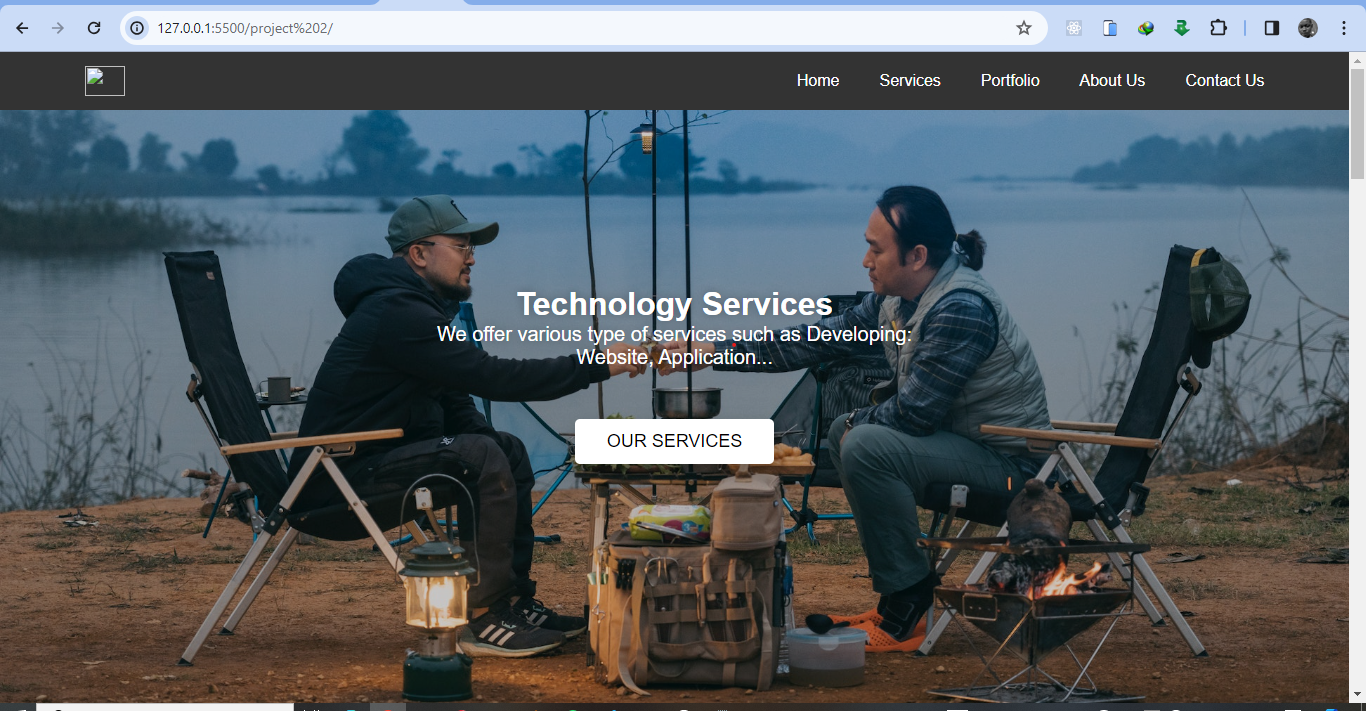 127.0.0.1:5500/project%202/
Home Services Portfolio About Us Contact Us
Technology Services
We offer various type of services such as Developing:
Website, Application...
OUR SERVICES